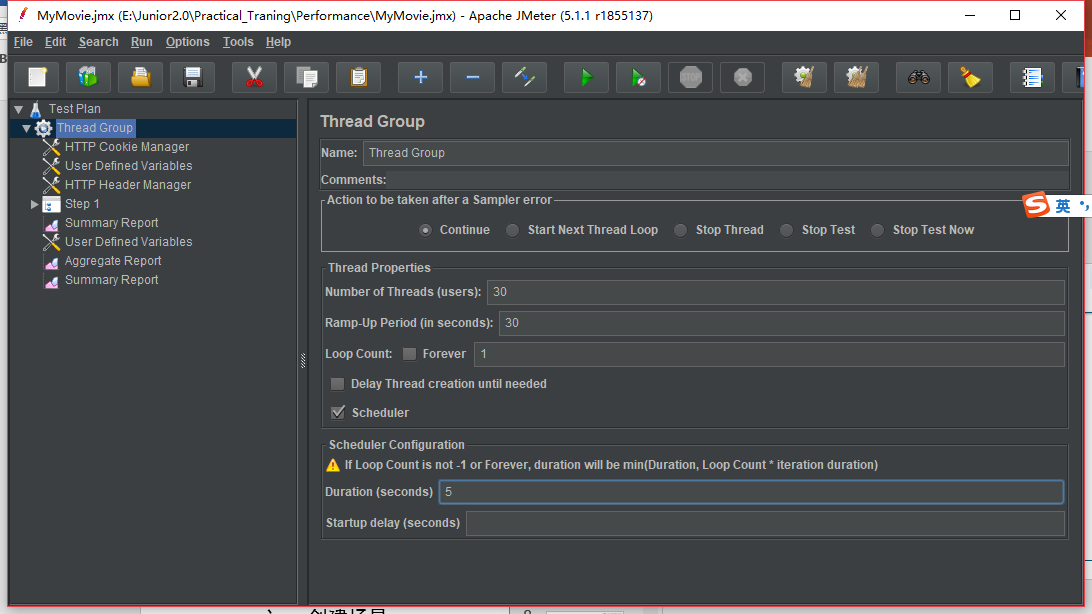 MyMovie.jmx (E:\Junior2.0\Practical_Traning\Performance\MyMovie.jmx) - Apache JMeter (5.1.1 r1855137)
File Edit Search Run Options Tools Help
STOP
Test Plan
Thread Group
HTTP Cookie Manager
User Defined Variables
HTTP Header Manager
Step 1
Summary Report
User Defined Variables
Aggregate Report
Summary Report
Thread Group
Name: Thread Group
Comments:
Action to be taken after a Sampler error
Continue Start Next Thread Loop Stop Thread Stop Test Stop Test Now
Thread Properties
Number of Threads (users): 30
Ramp-Up Period (in seconds): 30
Loop Count: Forever 1
Delay Thread creation until needed
Scheduler
Scheduler Configuration
If Loop Count is not -1 or Forever, duration will be min(Duration, Loop Count * iteration duration)
Duration (seconds) 5
Startup delay (seconds)
S 英